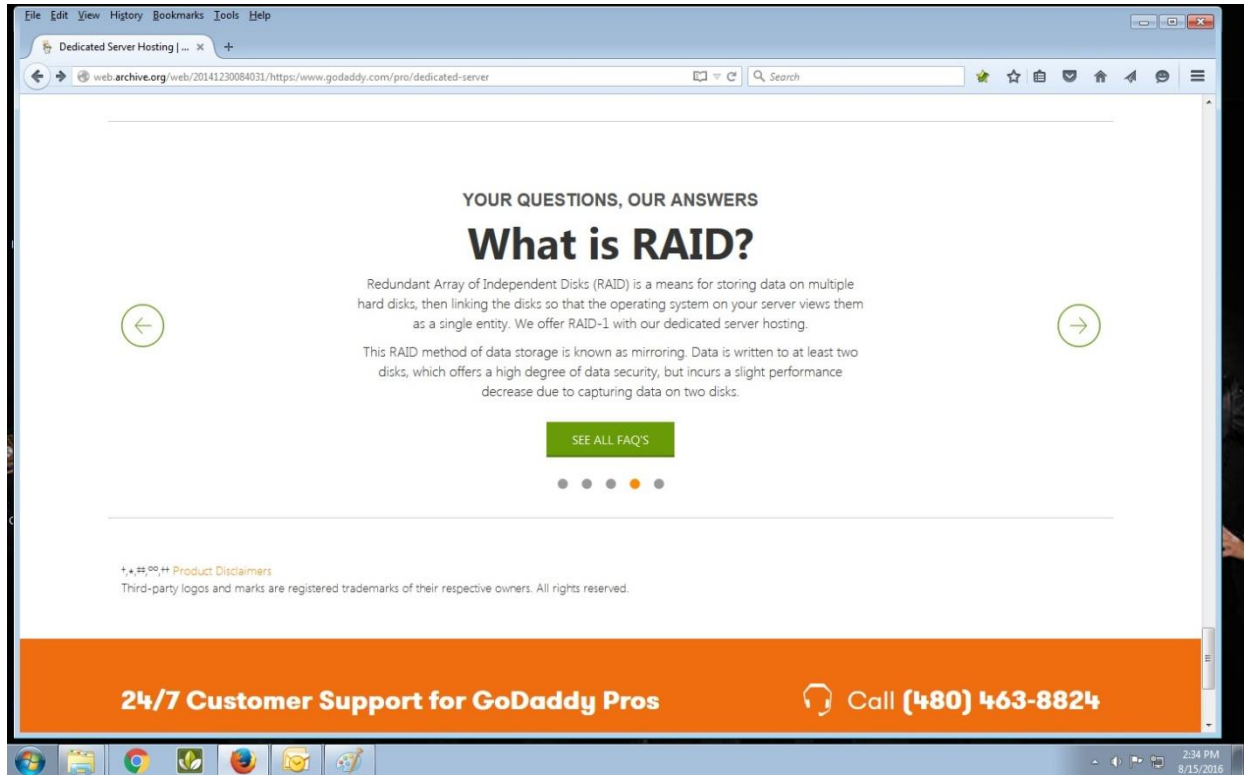 File Edit View History Bookmarks Tools Help
Dedicated Server Hosting | ... × +
web.archive.org/web/20141230084031/https:/www.godaddy.com/pro/dedicated-server Search
YOUR QUESTIONS, OUR ANSWERS
What is RAID?
Redundant Array of Independent Disks (RAID) is a means for storing data on multiple
hard disks, then linking the disks so that the operating system on your server views them
as a single entity. We offer RAID-1 with our dedicated server hosting.
This RAID method of data storage is known as mirroring. Data is written to at least two
disks, which offers a high degree of data security, but incurs a slight performance
decrease due to capturing data on two disks.
SEE ALL FAQ'S
†,*,‡‡,ºº,†† Product Disclaimers
Third-party logos and marks are registered trademarks of their respective owners. All rights reserved.
24/7 Customer Support for GoDaddy Pros Call (480) 463-8824
2:34 PM
8/15/2016